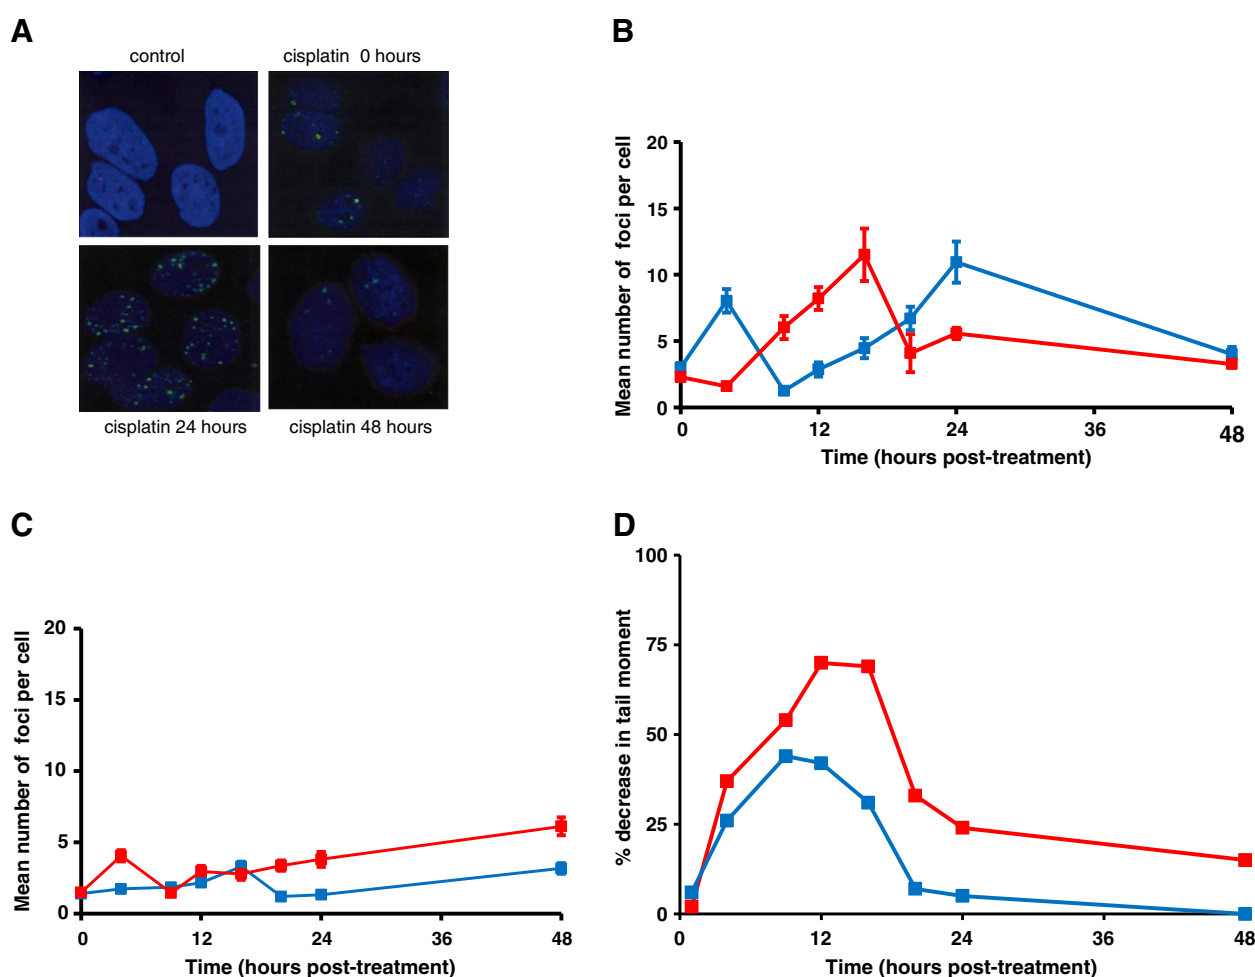 A
control
cisplatin 0 hours
cisplatin 24 hours
cisplatin 48 hours
B
Mean number of foci per cell
20
15
10
5
0
0 12 24 36 48
Time (hours post-treatment)
C
Mean number of foci per cell
20
15
10
5
0
0 12 24 36 48
Time (hours post-treatment)
D
% decrease in tail moment
100
75
50
25
0
0 12 24 36 48
Time (hours post-treatment)